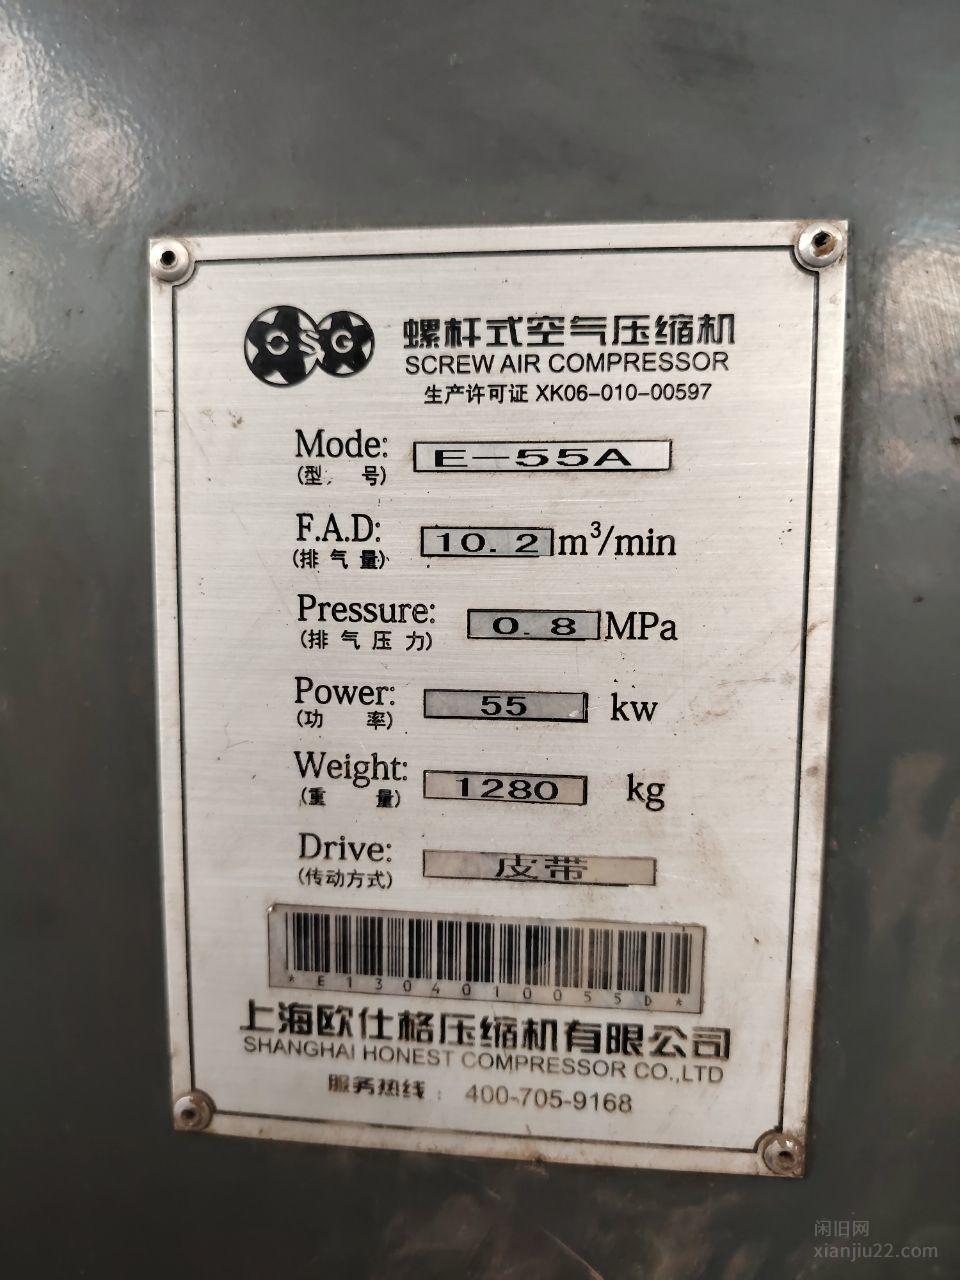 OSG
螺杆式空气压缩机
SCREW AIR COMPRESSOR
生产许可证 XK06-010-00597
Mode: E-55A
(型 号)
F.A.D: 10.2 m³/min
(排气量)
Pressure: 0.8 MPa
(排气压力)
Power: 55 kw
(功 率)
Weight: 1280 kg
(重 量)
Drive: 皮带
(传动方式)
*E1304010055D*
上海欧仕格压缩机有限公司
SHANGHAI HONEST COMPRESSOR CO.,LTD
服务热线: 400-705-9168
闲旧网
xianjiu22.com